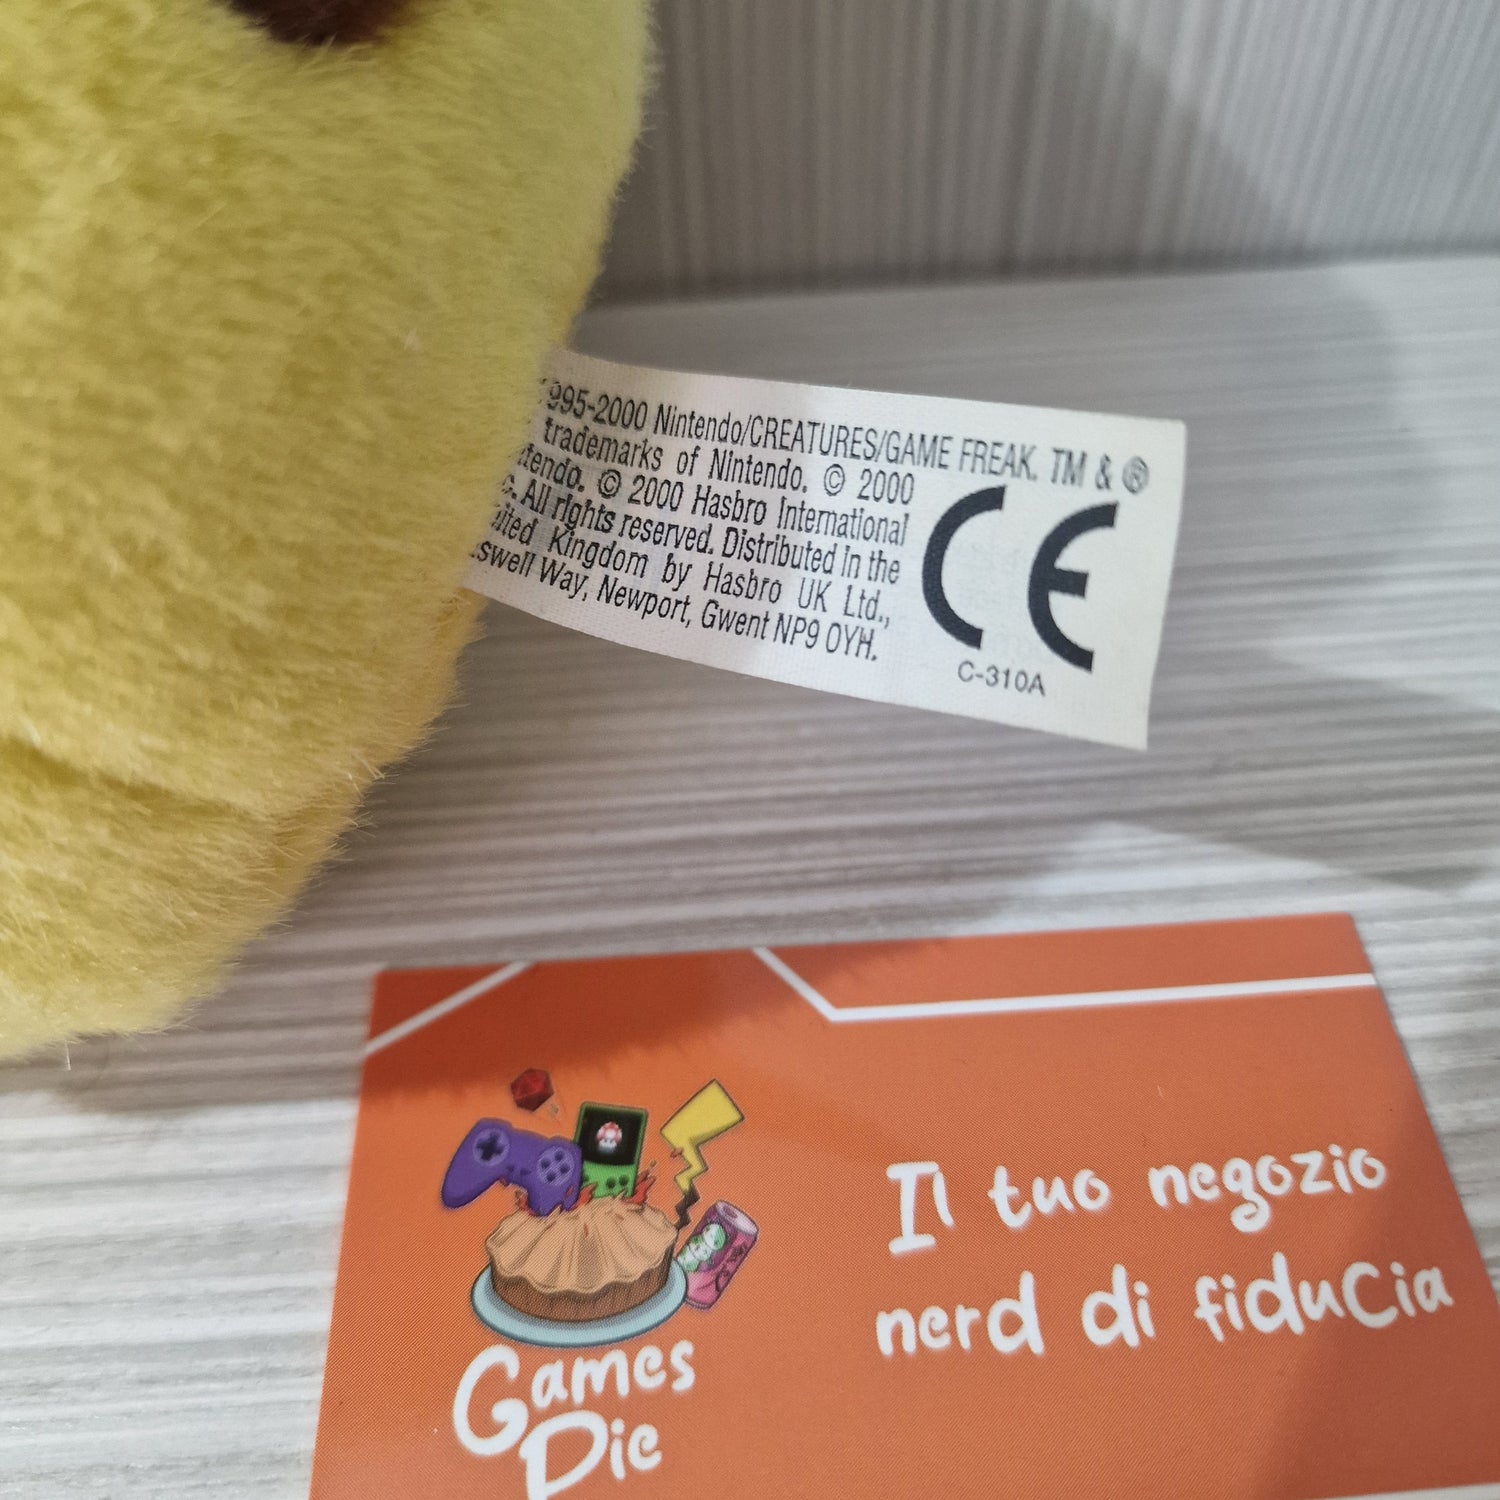 995-2000 Nintendo/CREATURES/GAME FREAK. TM & ®
trademarks of Nintendo. © 2000
tendo. © 2000 Hasbro International
C. All rights reserved. Distributed in the
ited Kingdom by Hasbro UK Ltd.,
swell Way, Newport, Gwent NP9 0YH.
CE
C-310A
Il tuo negozio
nerd di fiduCia
Games
Pie